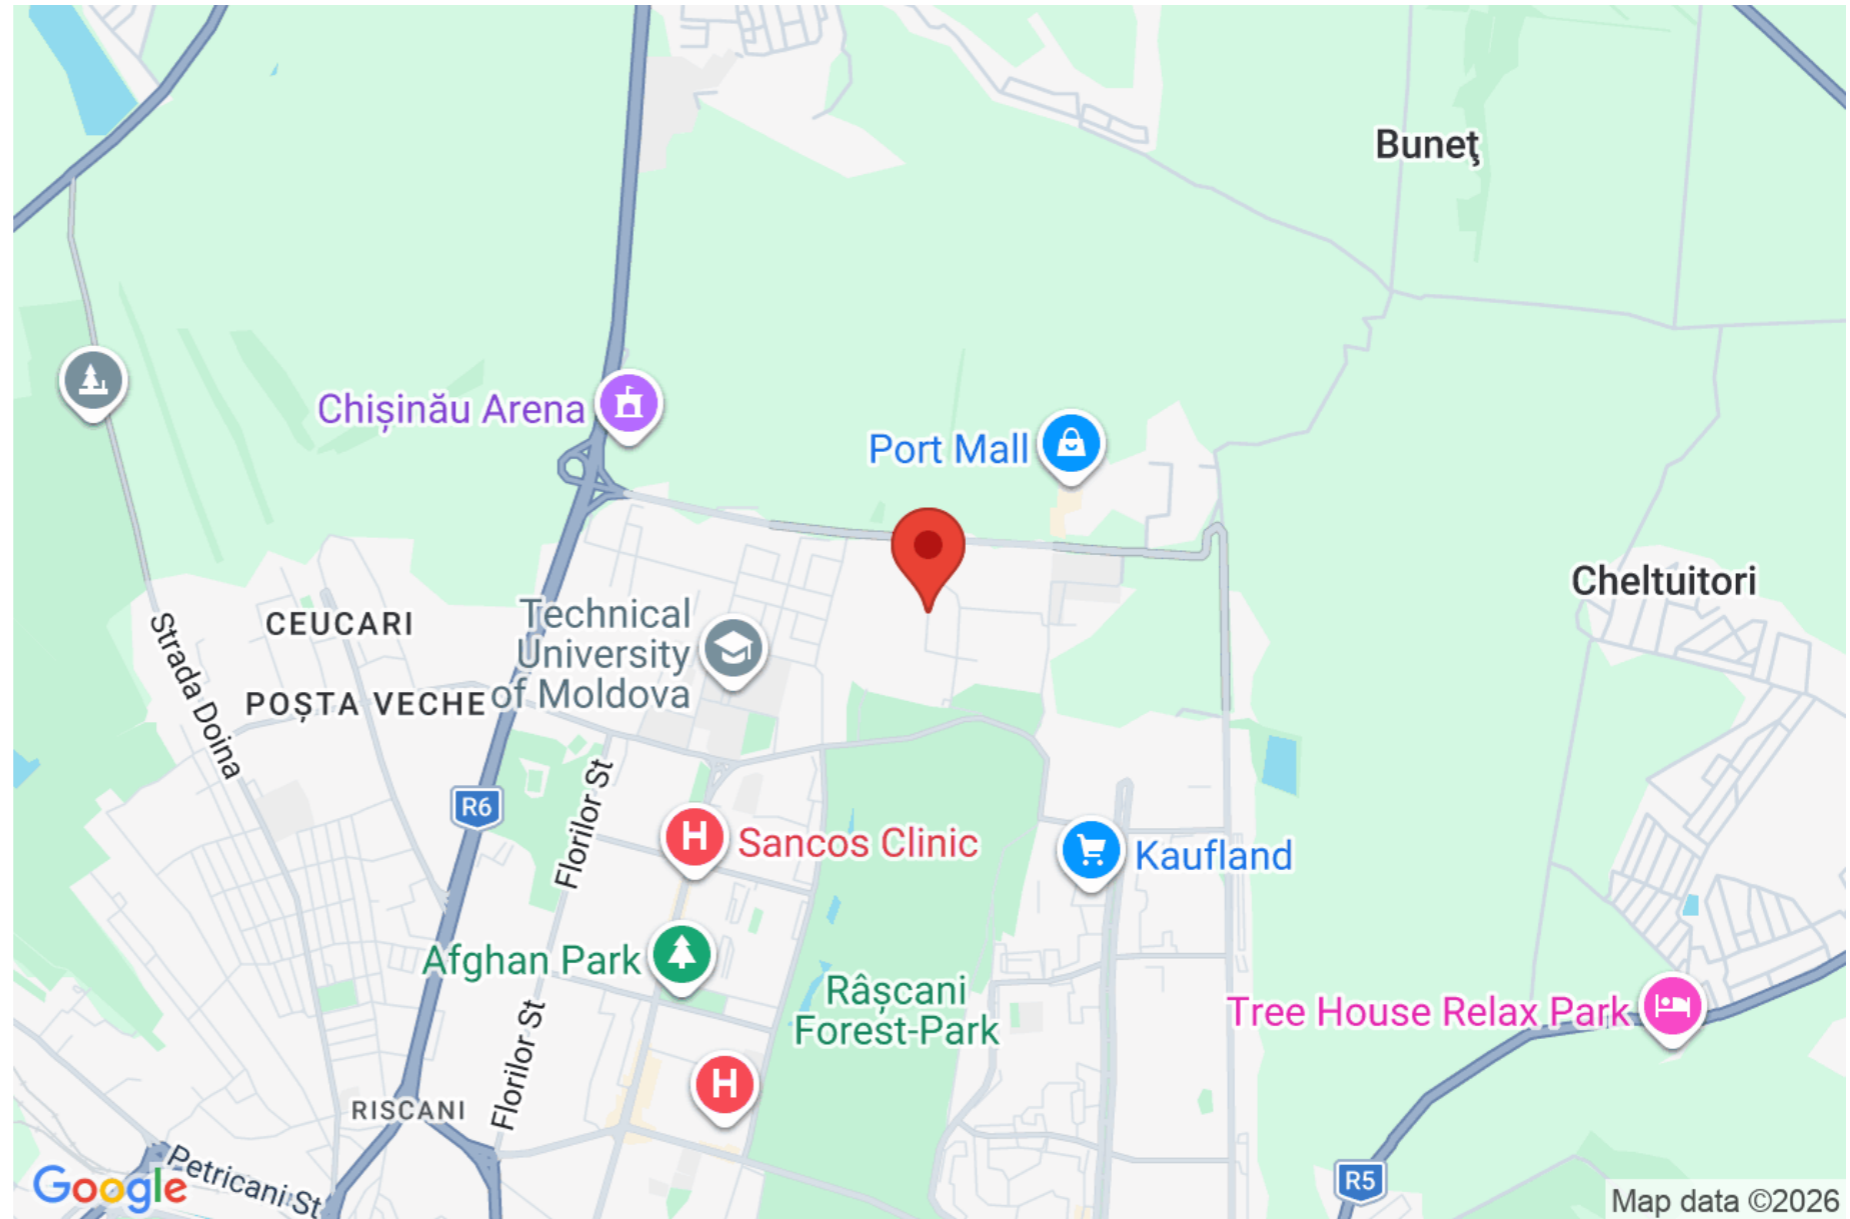 Buneţ
Chișinău Arena
Port Mall
Cheltuitori
CEUCARI
Technical
University
of Moldova
Strada Doina
POȘTA VECHE
Florilor St
R6
H
Sancos Clinic
Kaufland
Afghan Park
Râșcani
Forest-Park
Tree House Relax Park
Florilor St
H
RISCANI
Petricani St
R5
Google
Map data ©2026